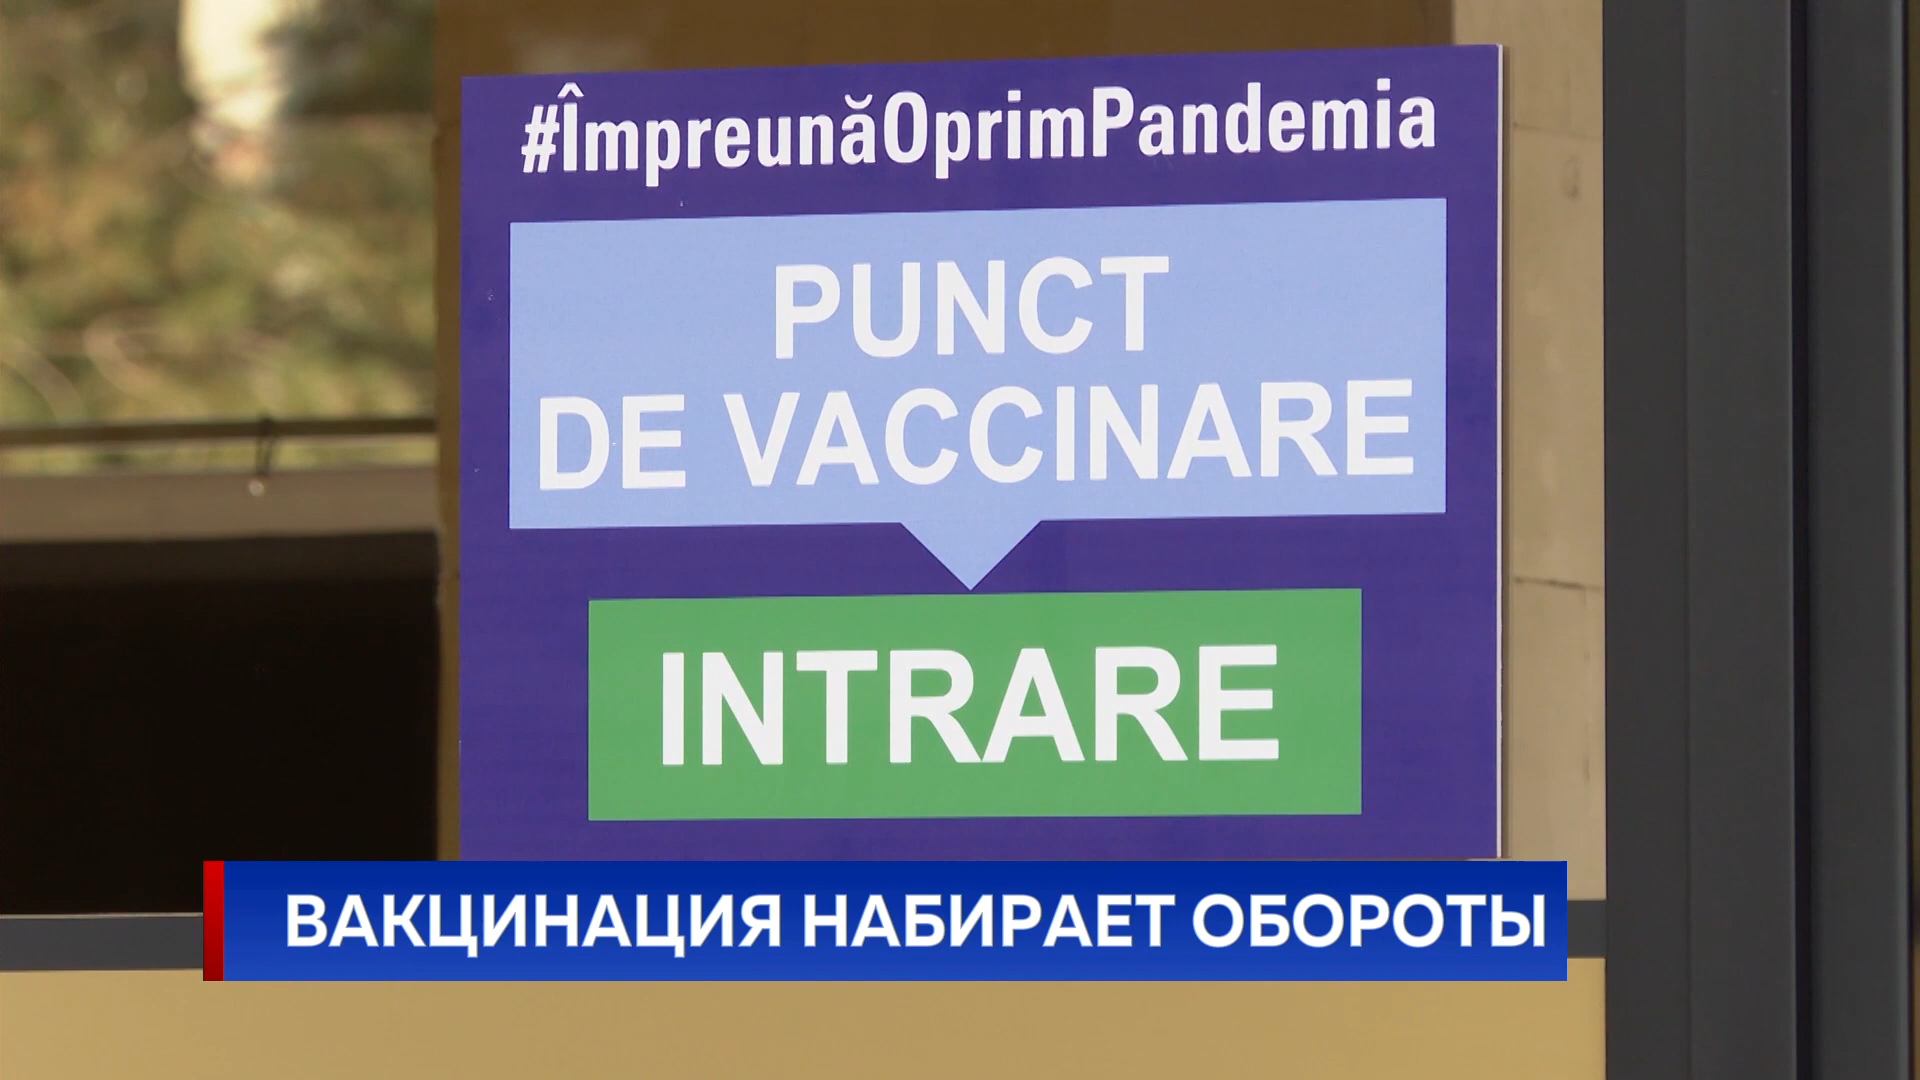 #ÎmpreunăOprimPandemia
PUNCT
DE VACCINARE
INTRARE
ВАКЦИНАЦИЯ НАБИРАЕТ ОБОРОТЫ